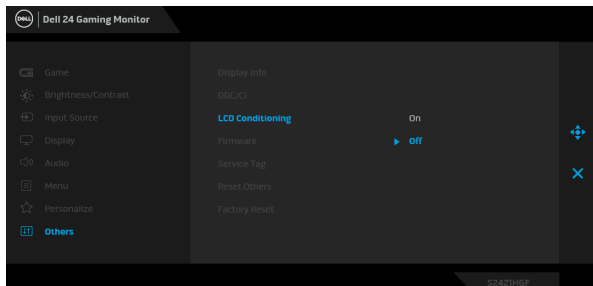 DELL Dell 24 Gaming Monitor
Game
Brightness/Contrast
Input Source
Display
Audio
Menu
Personalize
Others
Display Info
DDC/CI
LCD Conditioning On
Firmware Off
Service Tag
Reset Others
Factory Reset
S2421HGF